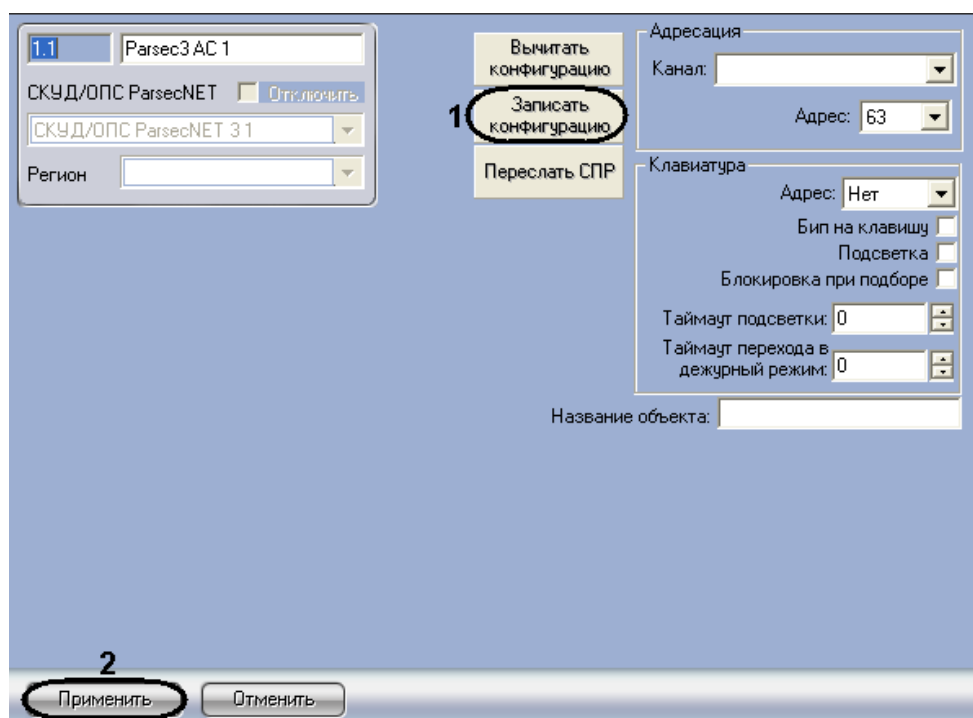 1.1 Parsec3 AC 1
СКУД/ОПС ParsecNET Отключить
СКУД/ОПС ParsecNET 3 1
Регион
Вычитать
конфигурацию
1 Записать
конфигурацию
Переслать СПР
Адресация
Канал:
Адрес: 63
Клавиатура
Адрес: Нет
Бип на клавишу
Подсветка
Блокировка при подборе
Таймаут подсветки: 0
Таймаут перехода в
дежурный режим: 0
Название объекта:
2
Применить Отменить